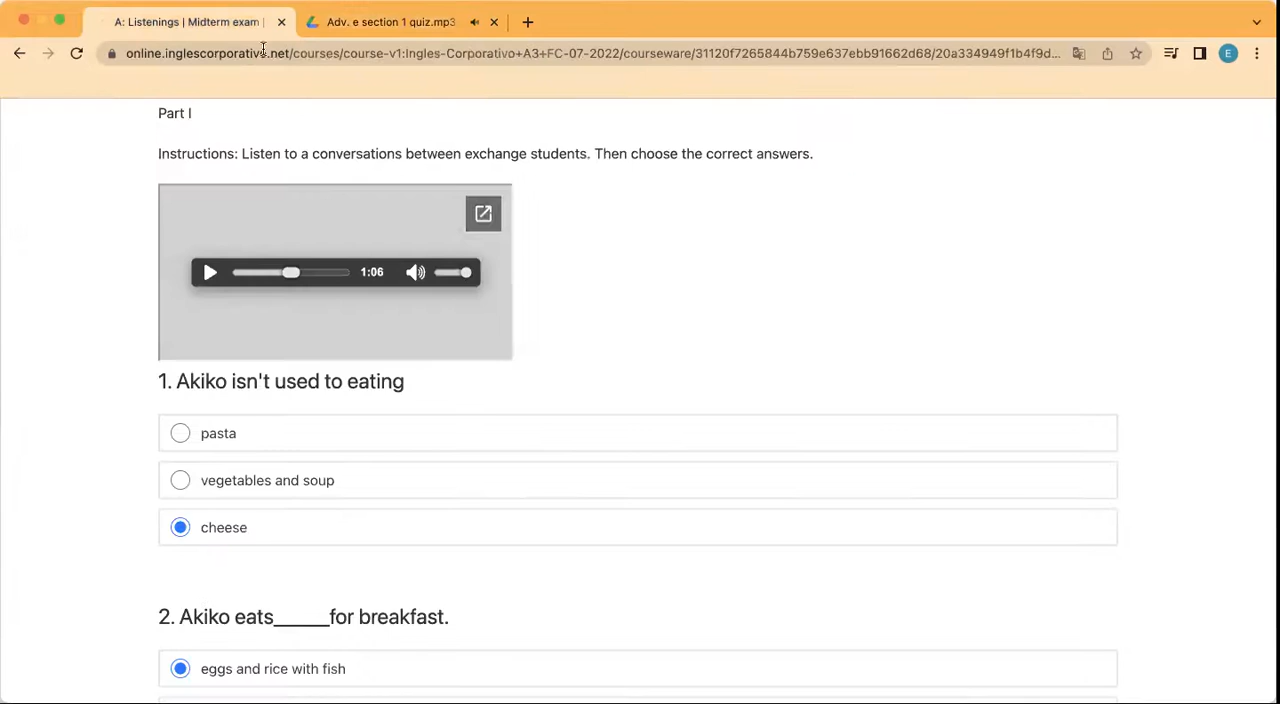 A: Listenings | Midterm exam |
Adv. e section 1 quiz.mp3
online.inglescorporativo.net/courses/course-v1:Ingles-Corporativo+A3+FC-07-2022/courseware/31120f7265844b759e637ebb91662d68/20a334949f1b4f9d...
E
Part I
Instructions: Listen to a conversations between exchange students. Then choose the correct answers.
1:06
1. Akiko isn't used to eating
pasta
vegetables and soup
cheese
2. Akiko eats______for breakfast.
eggs and rice with fish